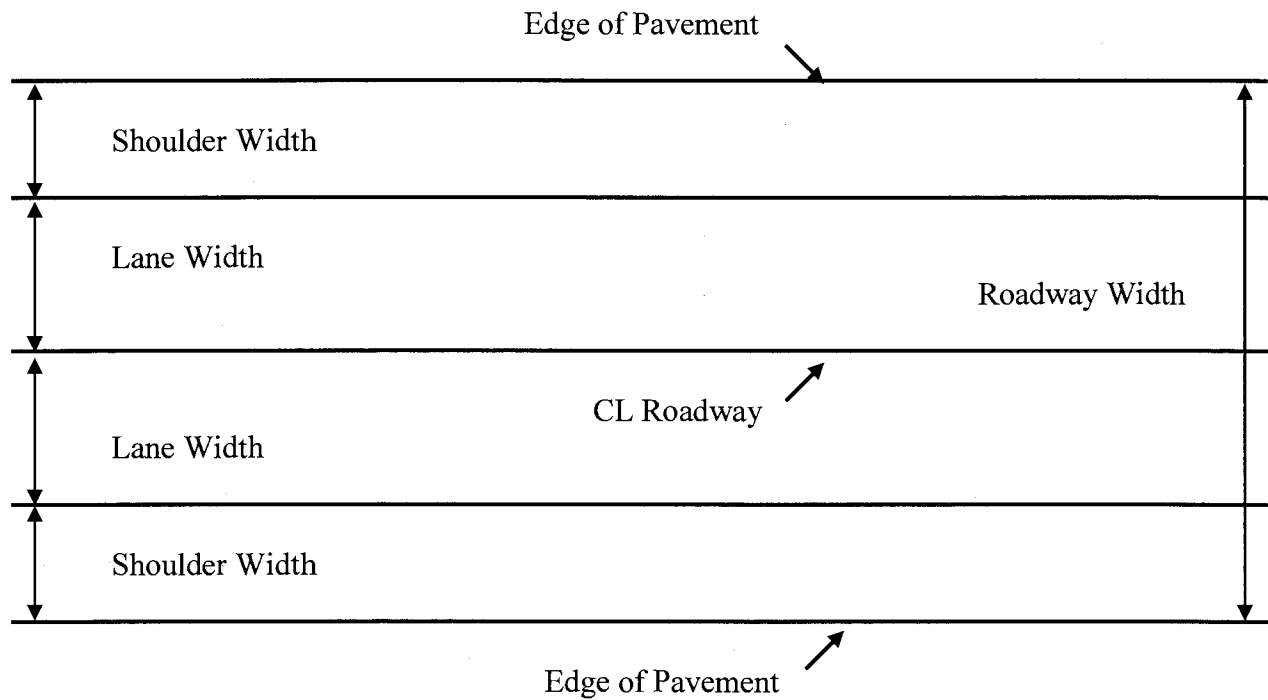 Edge of Pavement
Shoulder Width
Lane Width
Roadway Width
CL Roadway
Lane Width
Shoulder Width
Edge of Pavement